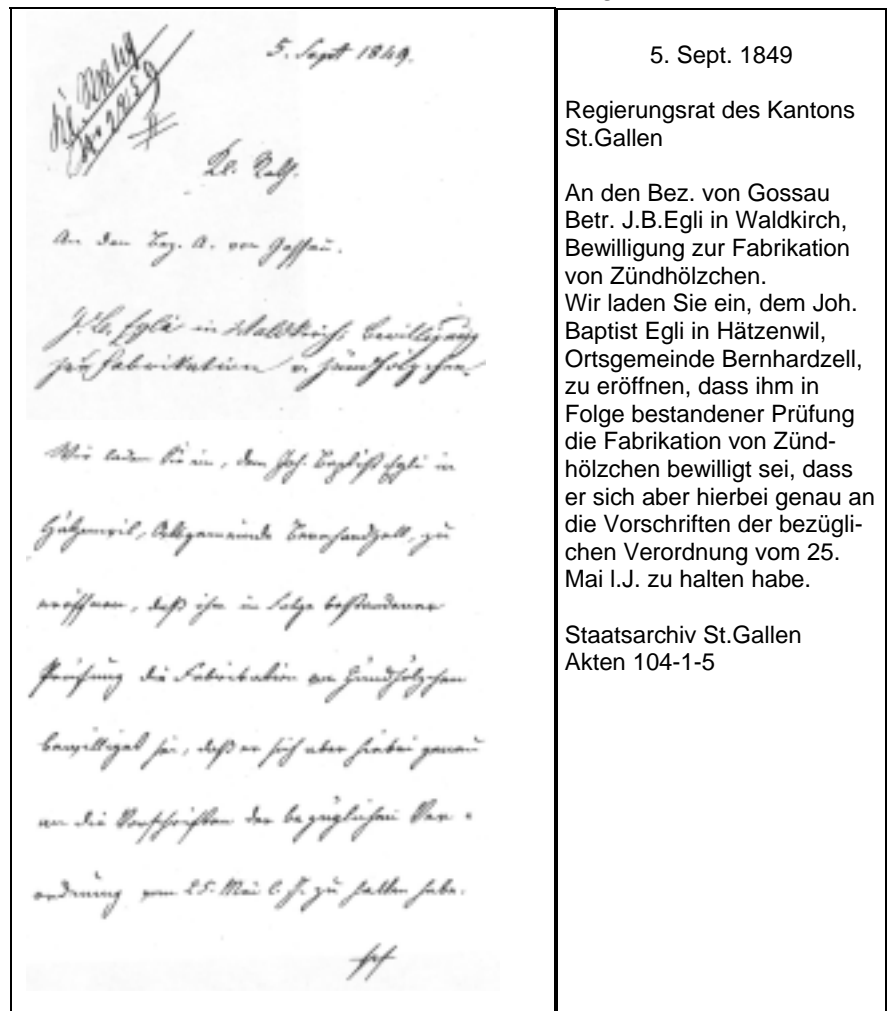 5. Sept 1849.
Kl. Rath.
An den Bez. A. von Gossau.
J. B. Egli in Waldkirch; Bewilligung
zur Fabrikation v. Zündhölzchen.
Wir laden Sie ein, dem Joh. Baptist Egli in
Hätzenwil, Ortsgemeinde Bernhardzell, zu
eröffnen, daß ihm in Folge bestandener
Prüfung die Fabrikation von Zündhölzchen
bewilliget sei, daß er sich aber hiebei genau
an die Vorschriften der bezüglichen Ver-
ordnung vom 25. Mai l. J. zu halten habe.
5. Sept. 1849
Regierungsrat des Kantons
St.Gallen
An den Bez. von Gossau
Betr. J.B.Egli in Waldkirch,
Bewilligung zur Fabrikation
von Zündhölzchen.
Wir laden Sie ein, dem Joh.
Baptist Egli in Hätzenwil,
Ortsgemeinde Bernhardzell,
zu eröffnen, dass ihm in
Folge bestandener Prüfung
die Fabrikation von Zünd-
hölzchen bewilligt sei, dass
er sich aber hierbei genau an
die Vorschriften der bezügli-
chen Verordnung vom 25.
Mai l.J. zu halten habe.
Staatsarchiv St.Gallen
Akten 104-1-5